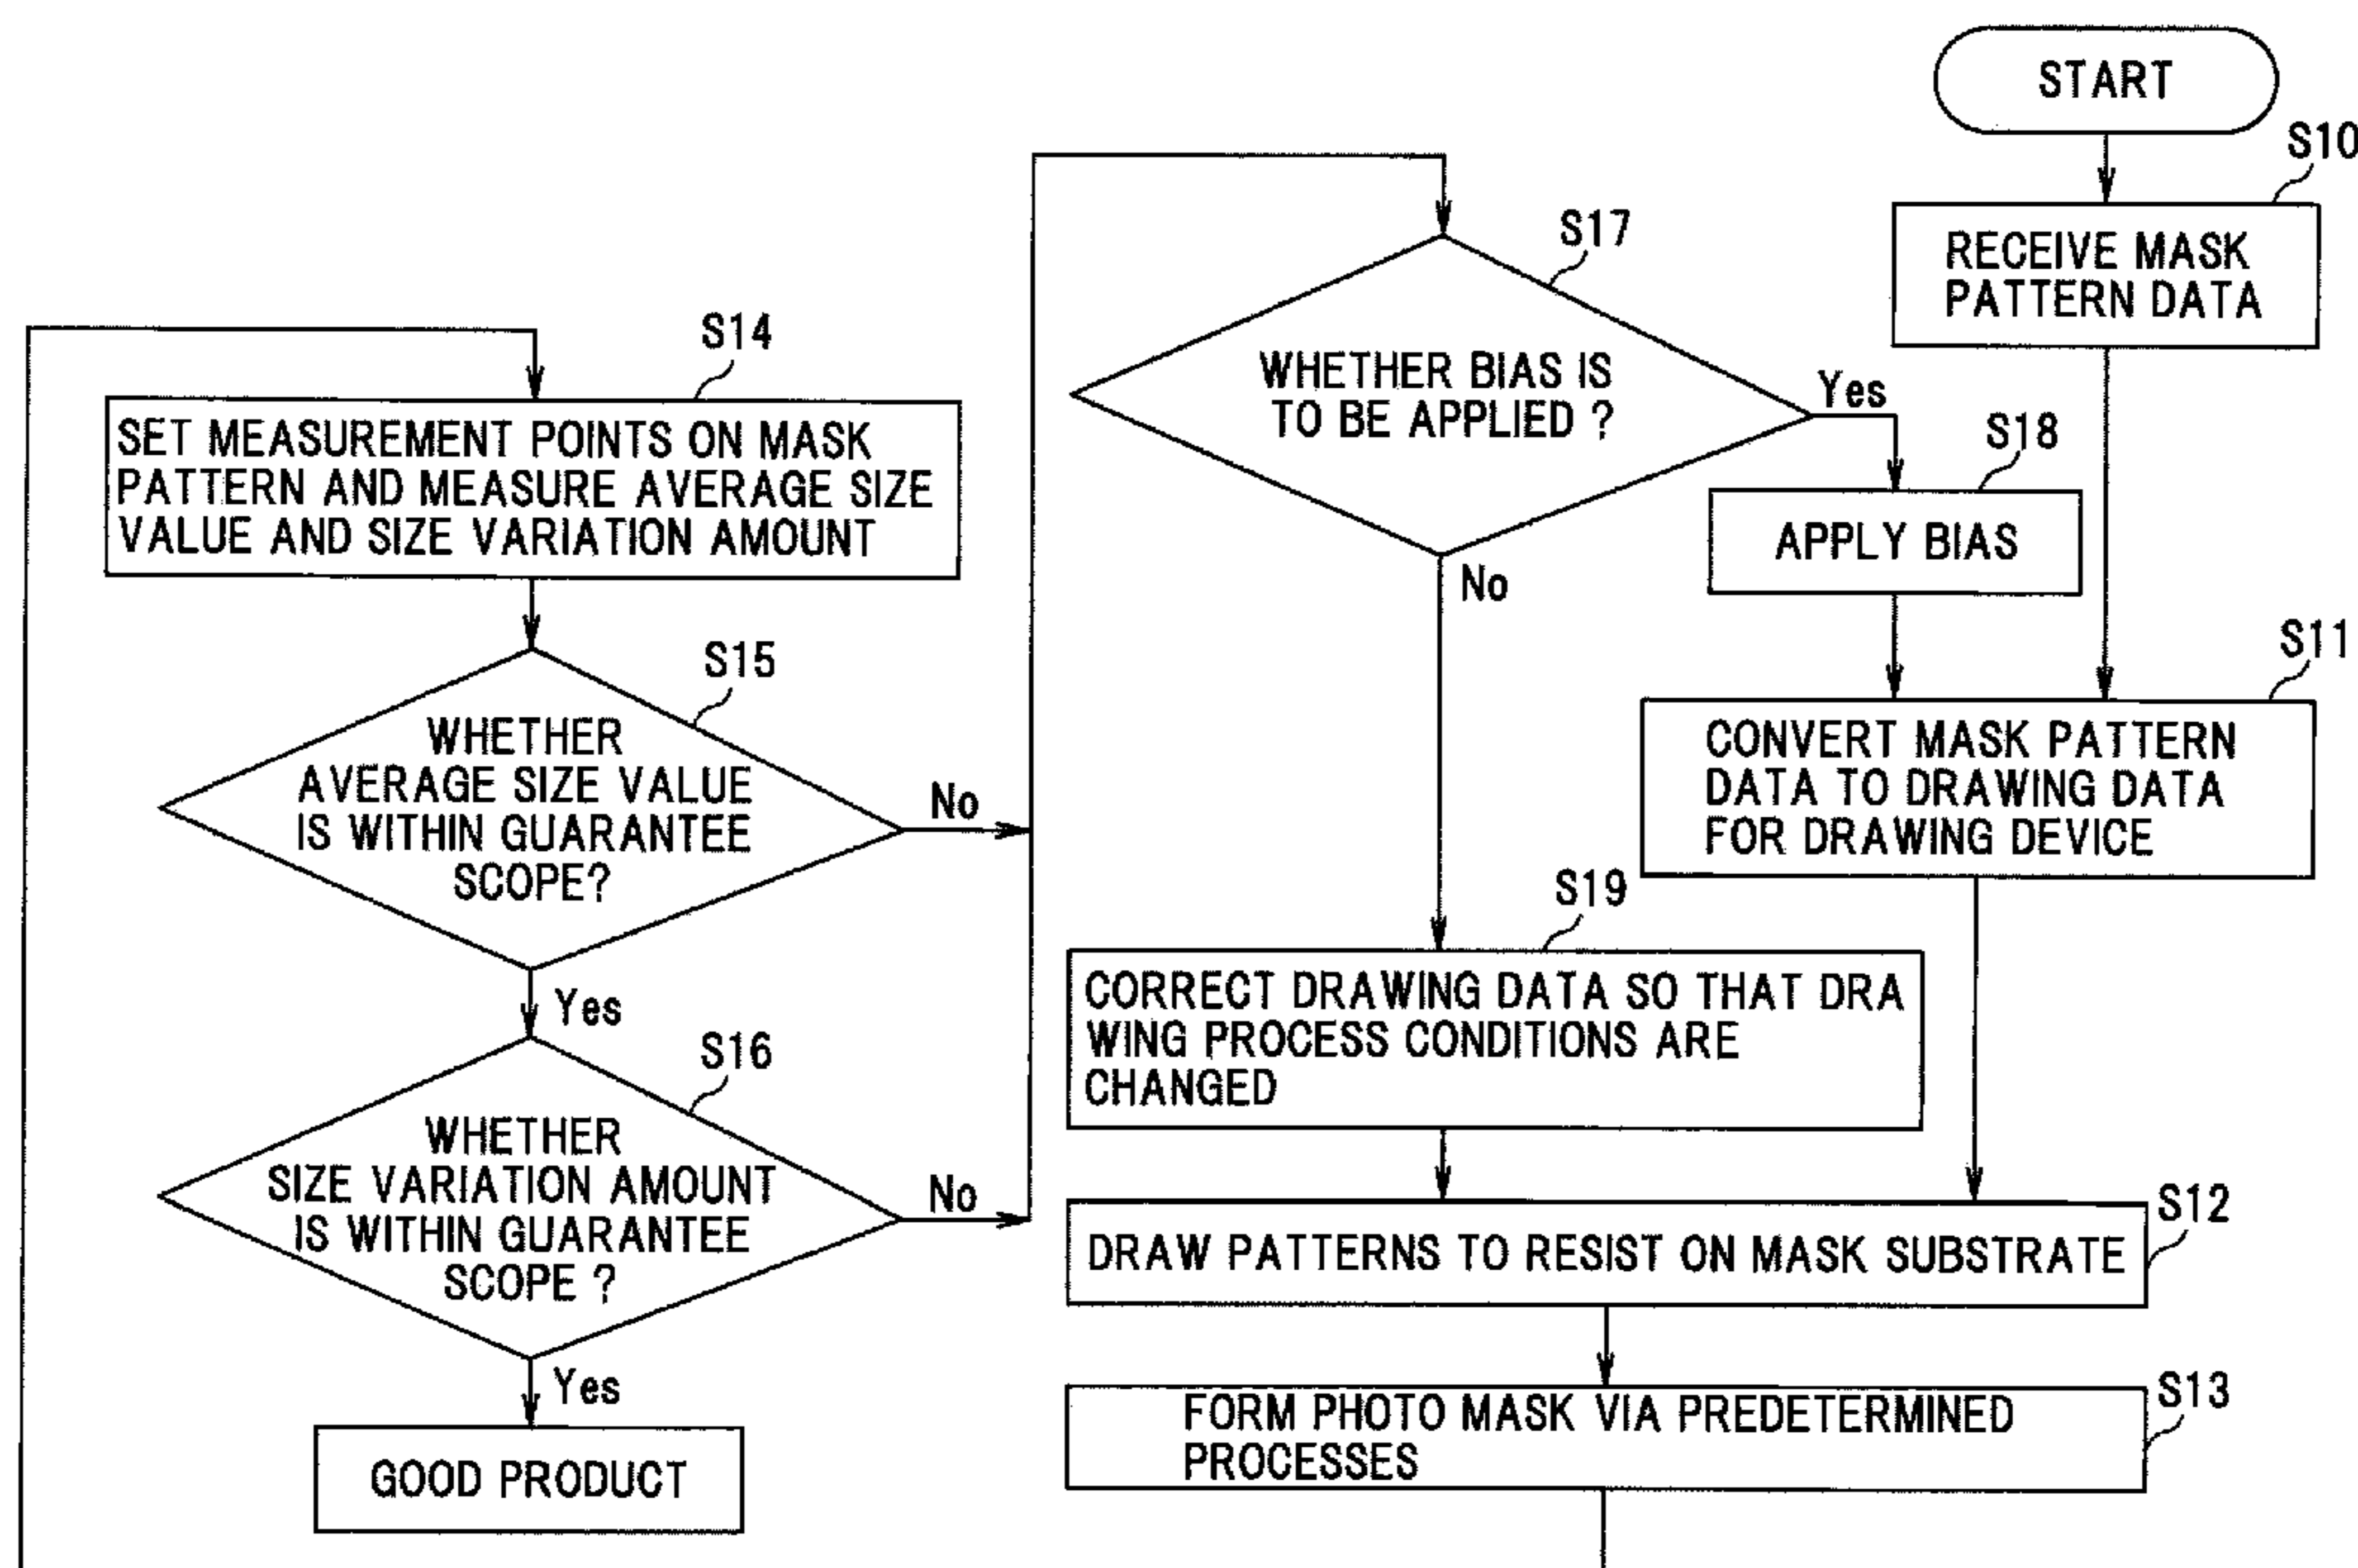 START
S10
RECEIVE MASK
PATTERN DATA
S17
WHETHER BIAS IS
TO BE APPLIED ?
Yes
No
S18
APPLY BIAS
S11
CONVERT MASK PATTERN
DATA TO DRAWING DATA
FOR DRAWING DEVICE
S14
SET MEASUREMENT POINTS ON MASK
PATTERN AND MEASURE AVERAGE SIZE
VALUE AND SIZE VARIATION AMOUNT
S15
WHETHER
AVERAGE SIZE VALUE
IS WITHIN GUARANTEE
SCOPE?
No
Yes
S16
WHETHER
SIZE VARIATION AMOUNT
IS WITHIN GUARANTEE
SCOPE ?
No
Yes
GOOD PRODUCT
S19
CORRECT DRAWING DATA SO THAT DRA
WING PROCESS CONDITIONS ARE
CHANGED
S12
DRAW PATTERNS TO RESIST ON MASK SUBSTRATE
S13
FORM PHOTO MASK VIA PREDETERMINED
PROCESSES